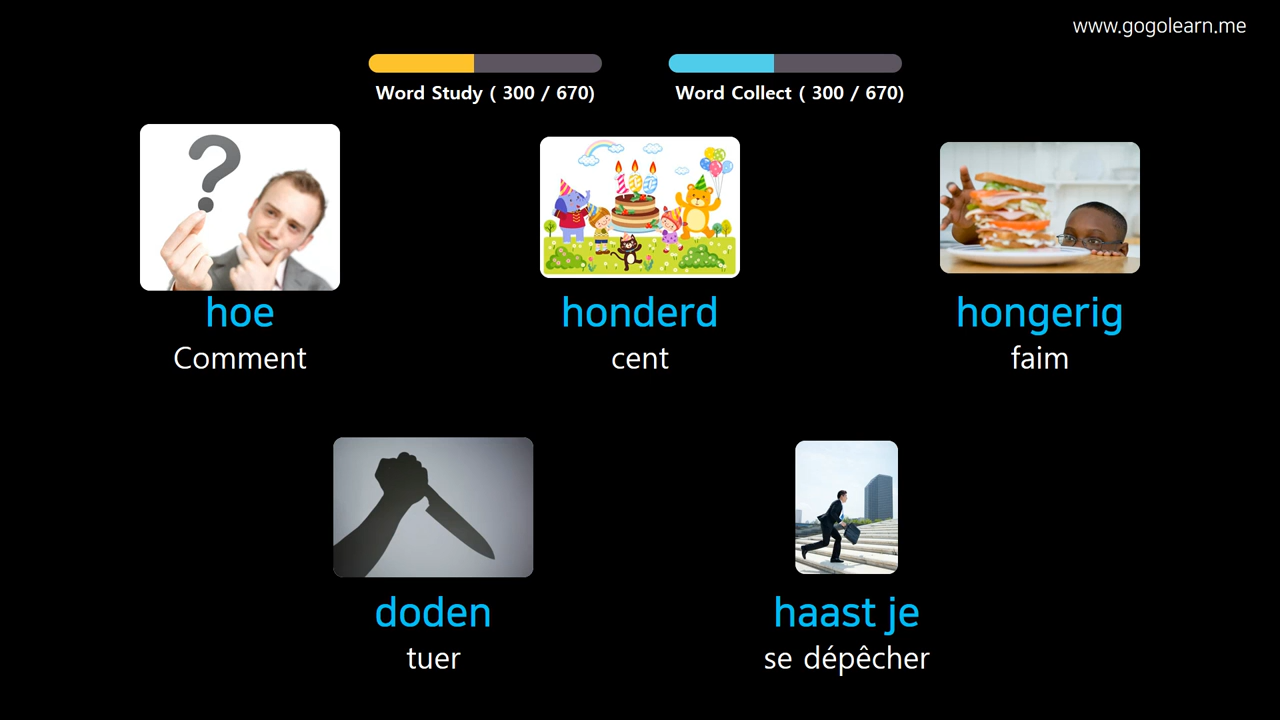 www.gogolearn.me
Word Study ( 300 / 670)
Word Collect ( 300 / 670)
hoe
Comment
honderd
cent
hongerig
faim
doden
tuer
haast je
se dépêcher